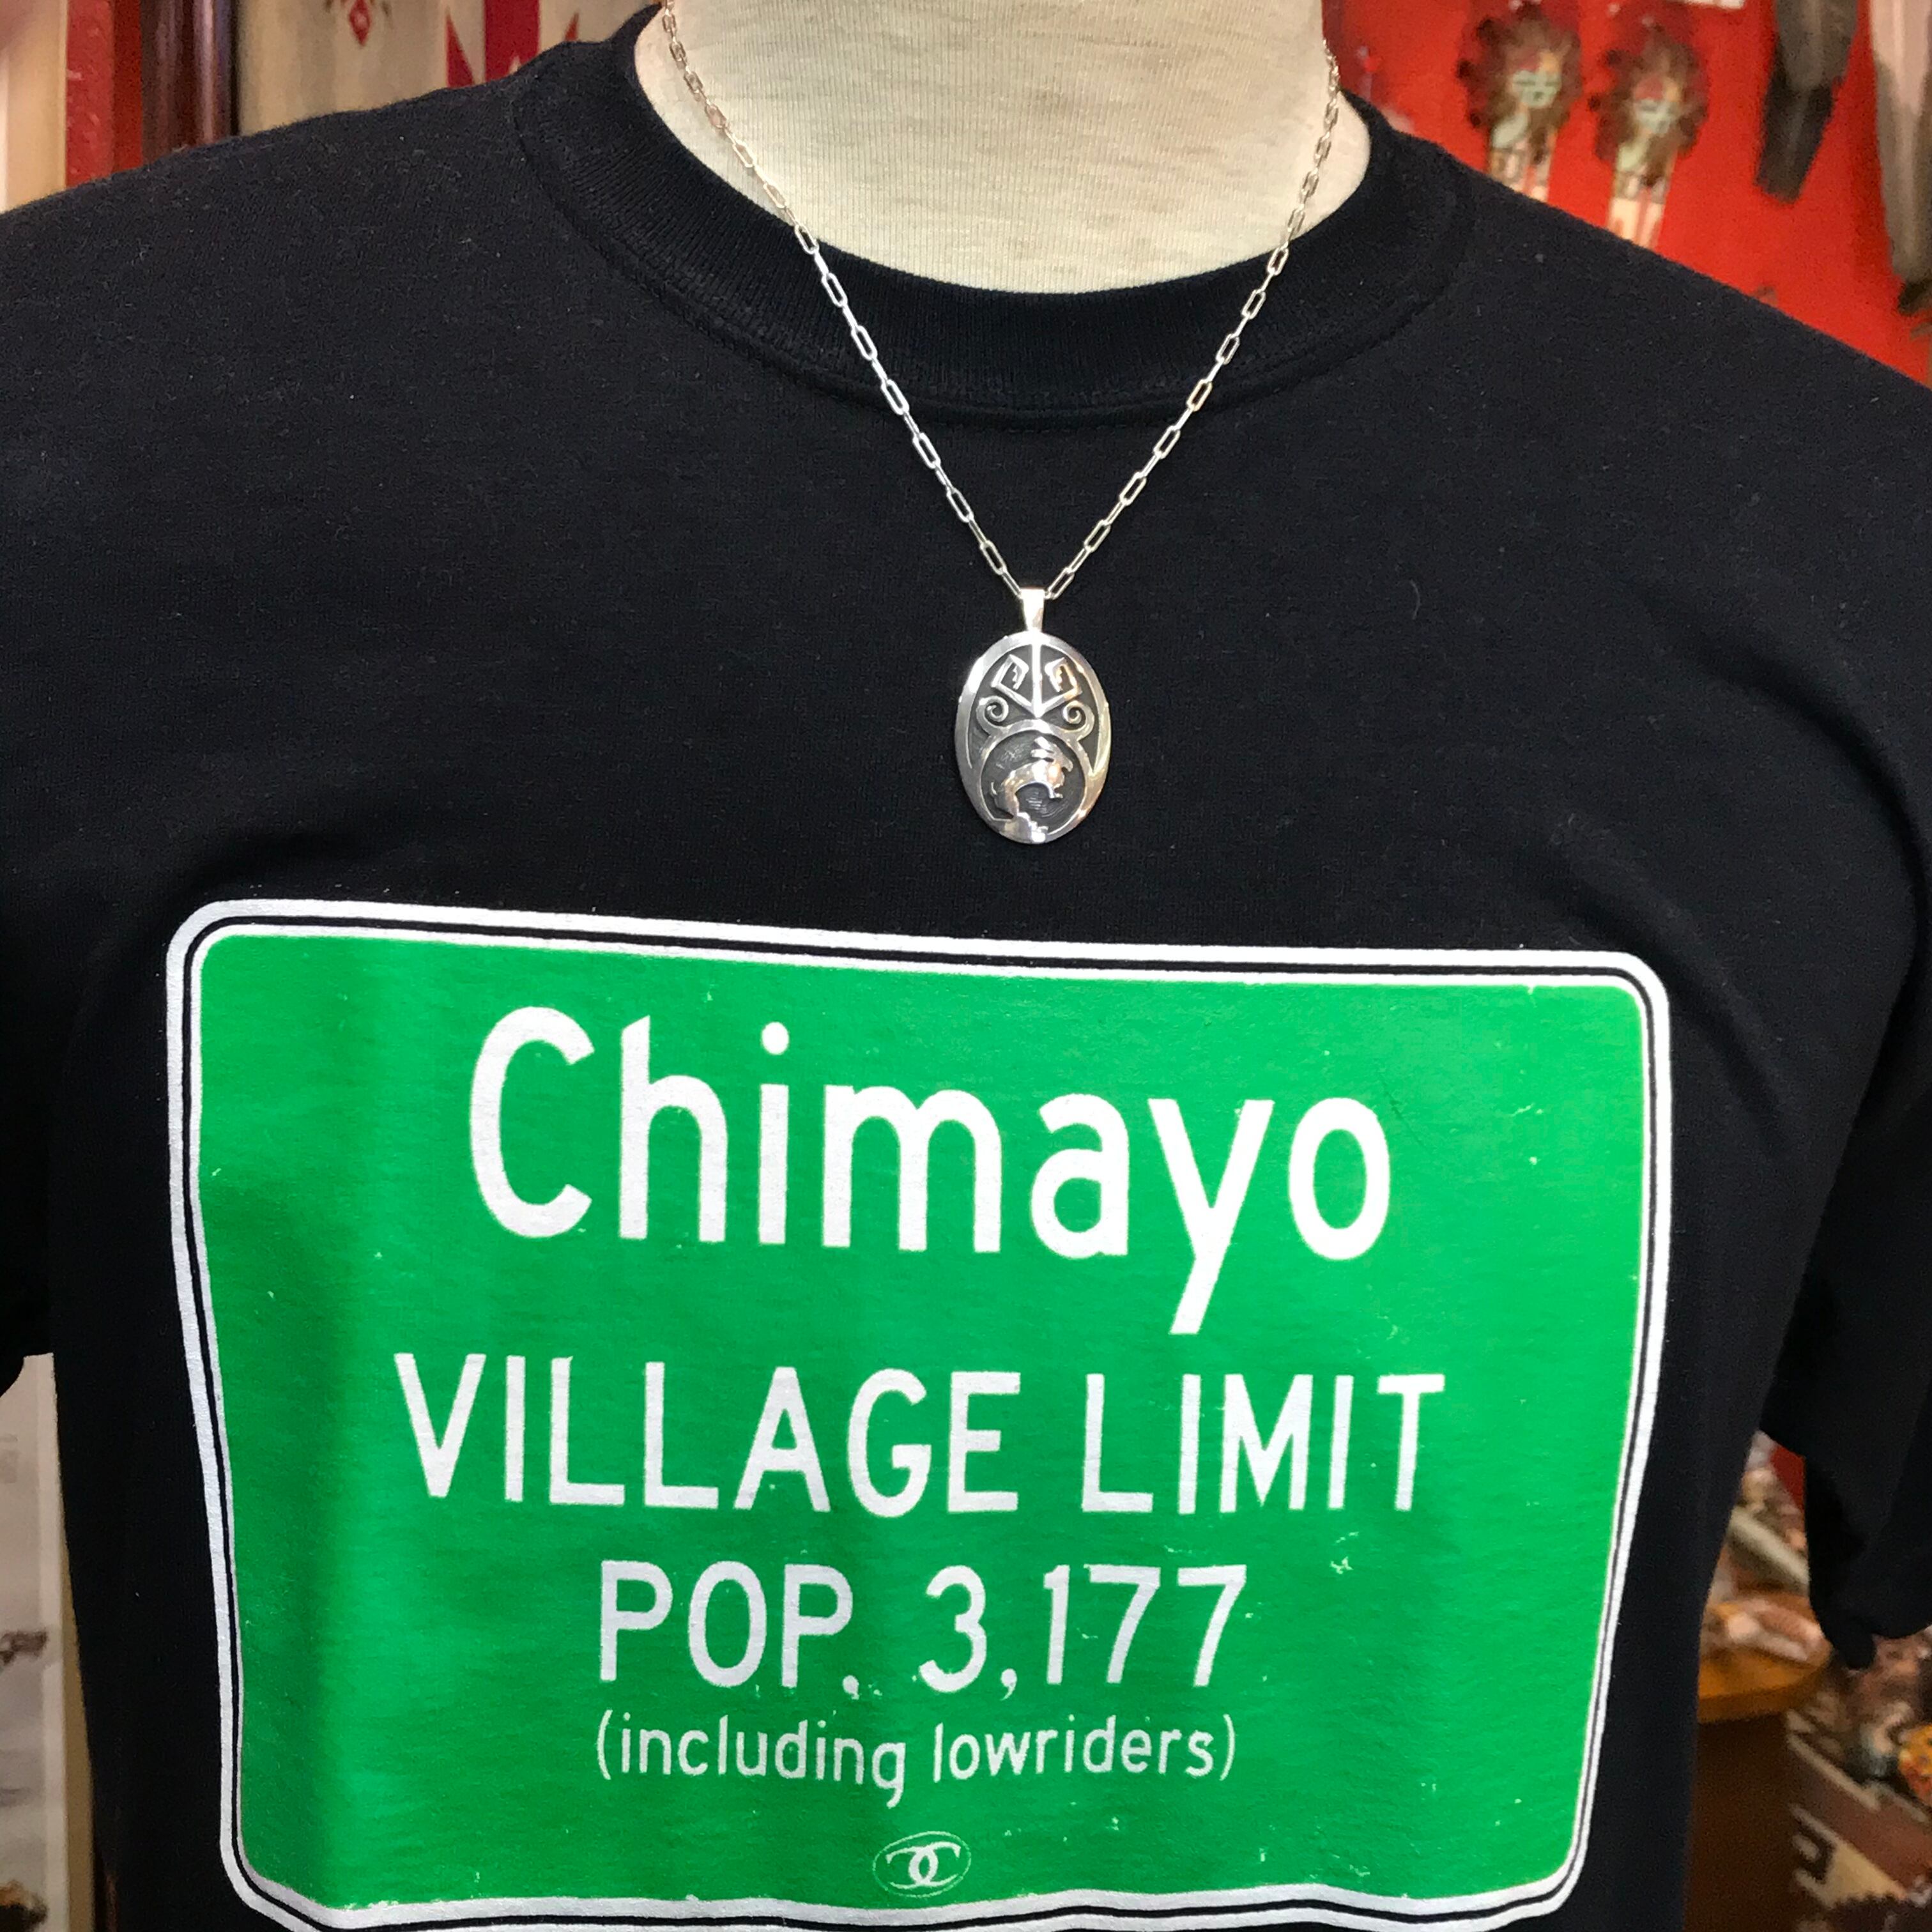 Chimayo
VILLAGE LIMIT
POP. 3,177
(including lowriders)